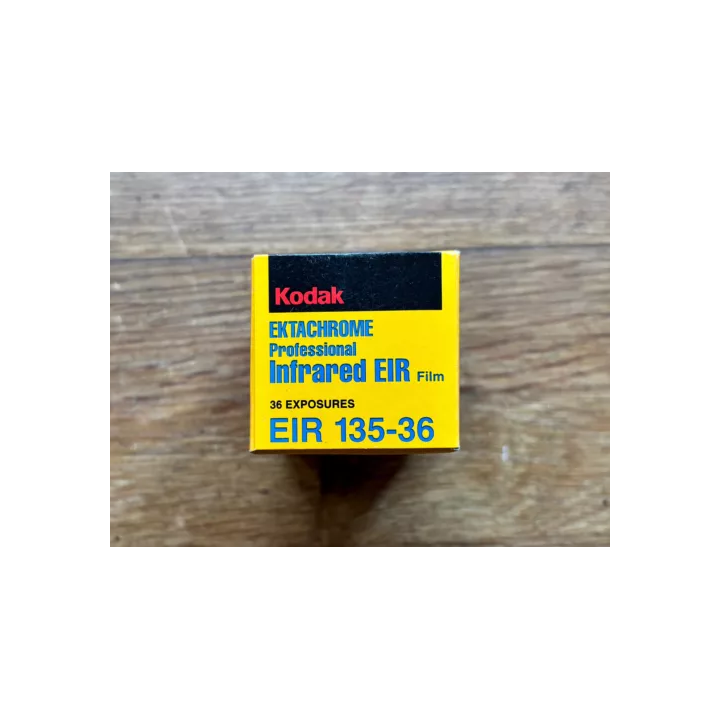 Kodak
EKTACHROME
Professional
Infrared EIR Film
36 EXPOSURES
EIR 135-36